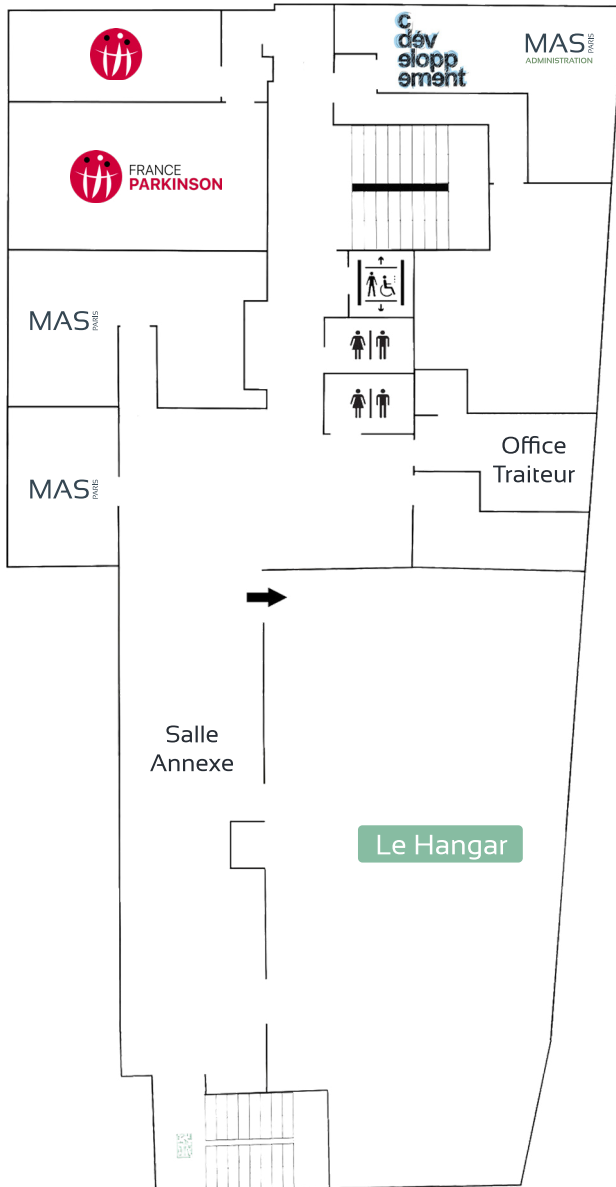 c
dév
elopp
ement
MAS PARIS
ADMINISTRATION
FRANCE
PARKINSON
MAS PARIS
MAS PARIS
Office
Traiteur
Salle
Annexe
Le Hangar